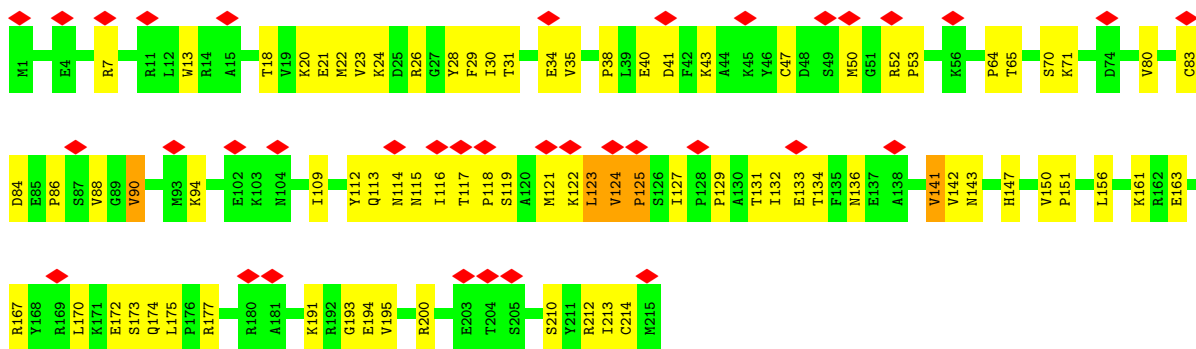 M1 E4 R7 R11 L12 W13 R14 A15 T18 V19 K20 E21 M22 V23 K24 D25 R26 G27 Y28 F29 I30 T31 E34 V35 P38 L39 E40 D41 F42 K43 A44 K45 Y46 C47 D48 S49 M50 G51 R52 P53 K56 P64 T65 S70 K71 D74 V80 C83
D84 E85 P86 S87 V88 G89 V90 M93 K94 E102 K103 N104 I109 Y112 Q113 N114 N115 I116 T117 P118 S119 A120 M121 K122 L123 V124 P125 S126 I127 P128 P129 A130 T131 I132 E133 T134 F135 N136 E137 A138 V141 V142 N143 H147 V150 P151 L156 K161 R162 E163
R167 Y168 R169 L170 K171 E172 S173 Q174 L175 P176 R177 R180 A181 K191 R192 G193 E194 V195 R200 E203 T204 S205 S210 Y211 R212 I213 C214 M215